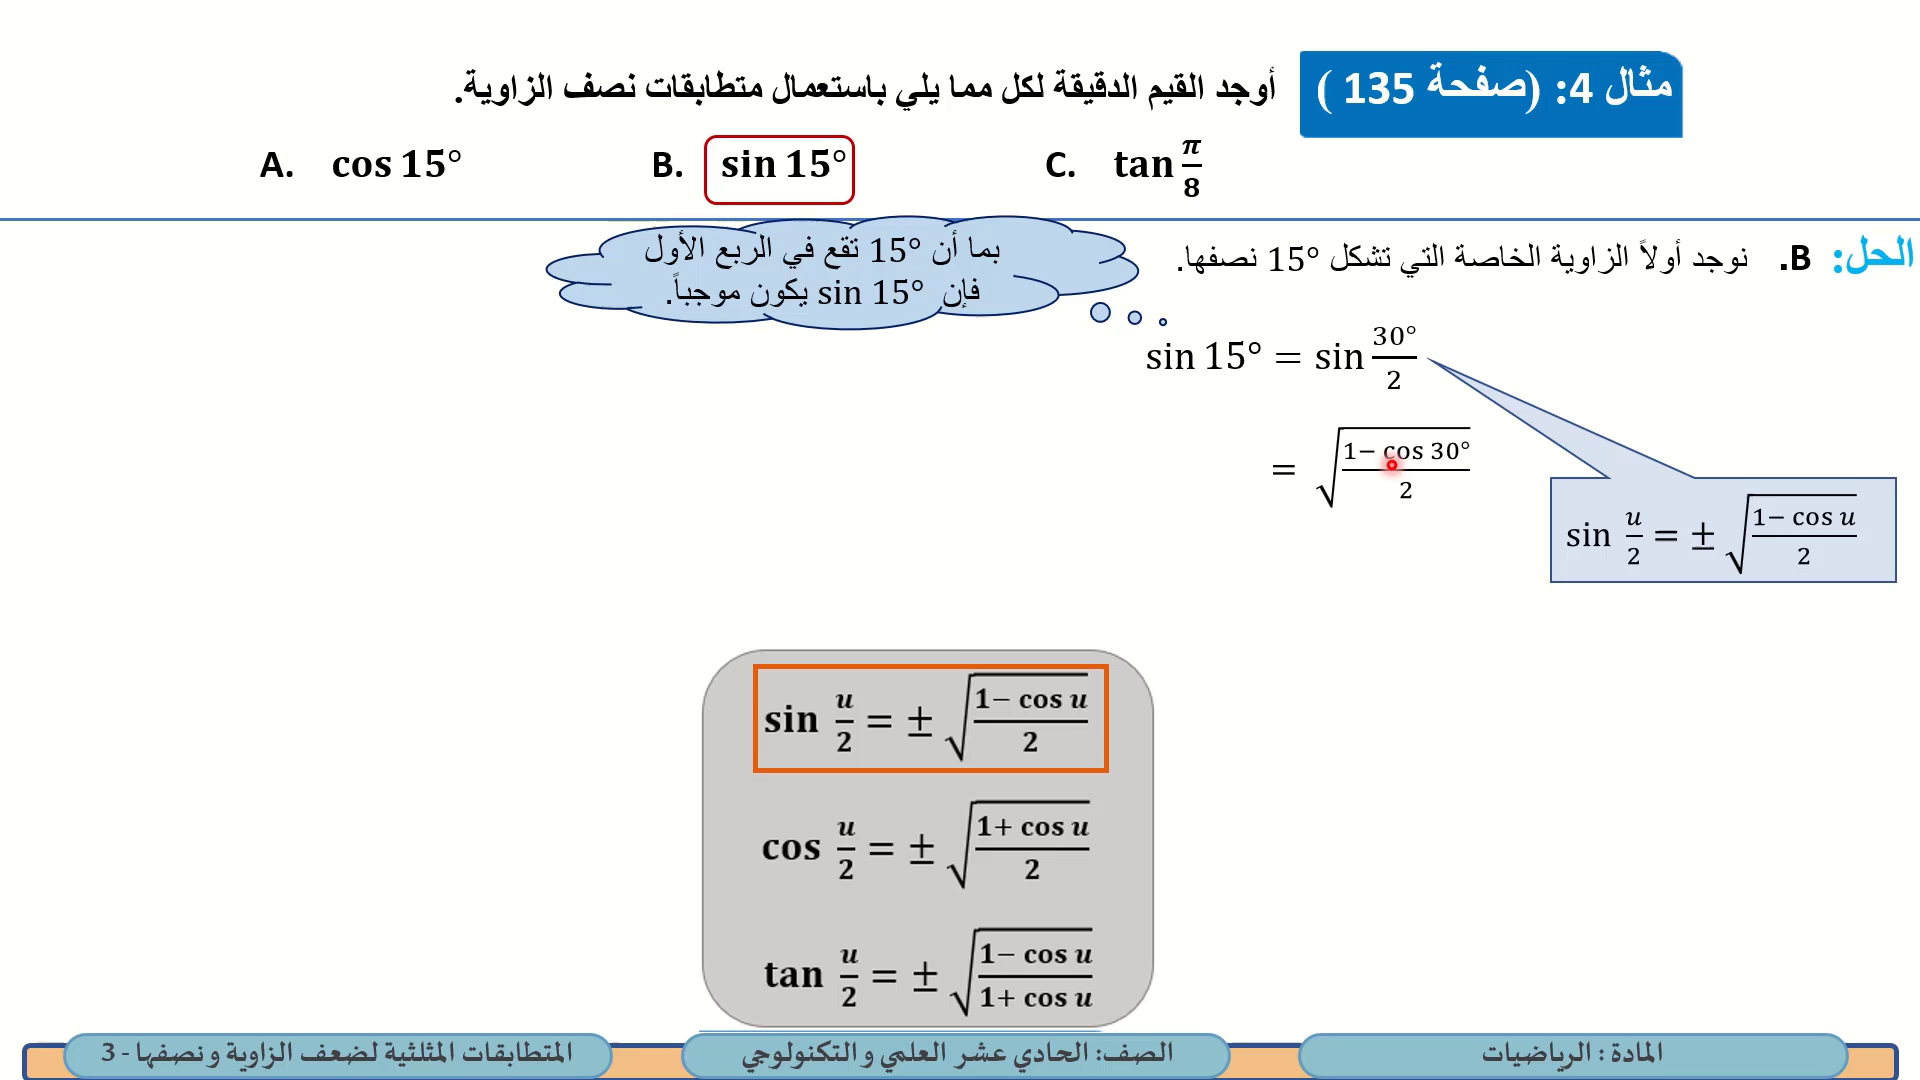 مثال 4: (صفحة 135 ) أوجد القيم الدقيقة لكل مما يلي باستعمال متطابقات نصف الزاوية.
A. cos 15° B. sin 15° C. tan π/8
الحل: B. نوجد أولاً الزاوية الخاصة التي تشكل 15° نصفها.
بما أن 15° تقع في الربع الأول
فإن sin 15° يكون موجباً.
sin 15° = sin 30°/2
= √((1− cos 30°)/2)
sin u/2 = ± √((1− cos u)/2)
sin u/2 = ± √((1− cos u)/2)
cos u/2 = ± √((1+ cos u)/2)
tan u/2 = ± √((1− cos u)/(1+ cos u))
المادة : الرياضيات
الصف: الحادي عشر العلمي و التكنولوجي
المتطابقات المثلثية لضعف الزاوية و نصفها - 3